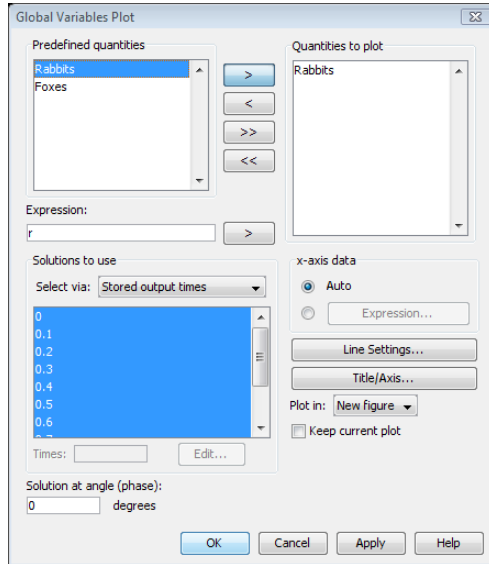 Global Variables Plot
Predefined quantities
Rabbits
Foxes
>
<
>>
<<
Quantities to plot
Rabbits
Expression:
r
>
Solutions to use
Select via: Stored output times
0
0.1
0.2
0.3
0.4
0.5
0.6
0.7
Times:
Edit...
x-axis data
Auto
Expression...
Line Settings...
Title/Axis...
Plot in: New figure
Keep current plot
Solution at angle (phase):
0 degrees
OK Cancel Apply Help